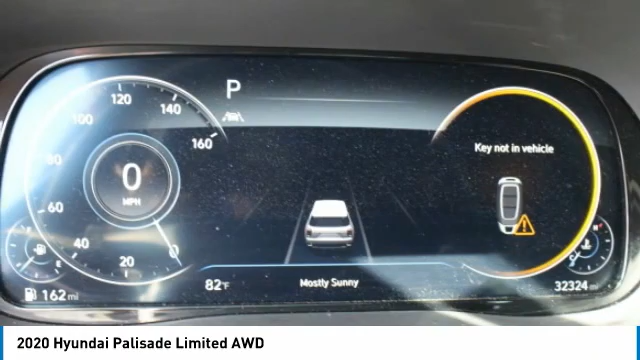 P
120
140
100
160
80
0
MPH
60
40
20
0
E
162 mi
82°F
Mostly Sunny
Key not in vehicle
C
32324 mi
2020 Hyundai Palisade Limited AWD